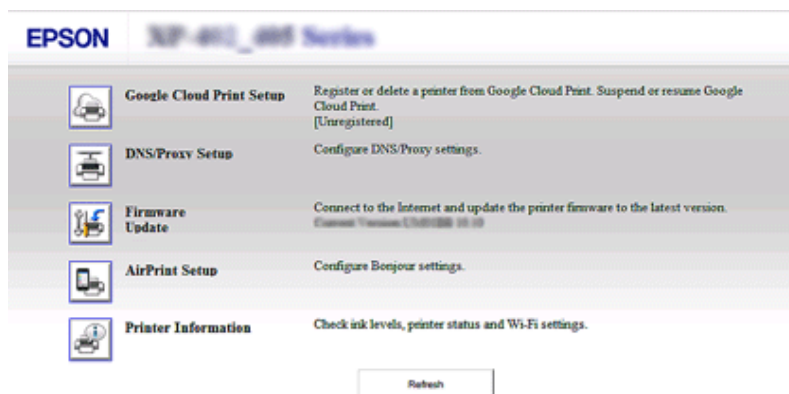 EPSON
Series
Google Cloud Print Setup
Register or delete a printer from Google Cloud Print. Suspend or resume Google
Cloud Print.
[Unregistered]
DNS/Proxy Setup
Configure DNS/Proxy settings.
Firmware
Update
Connect to the Internet and update the printer firmware to the latest version.
AirPrint Setup
Configure Bonjour settings.
Printer Information
Check ink levels, printer status and Wi-Fi settings.
Refresh